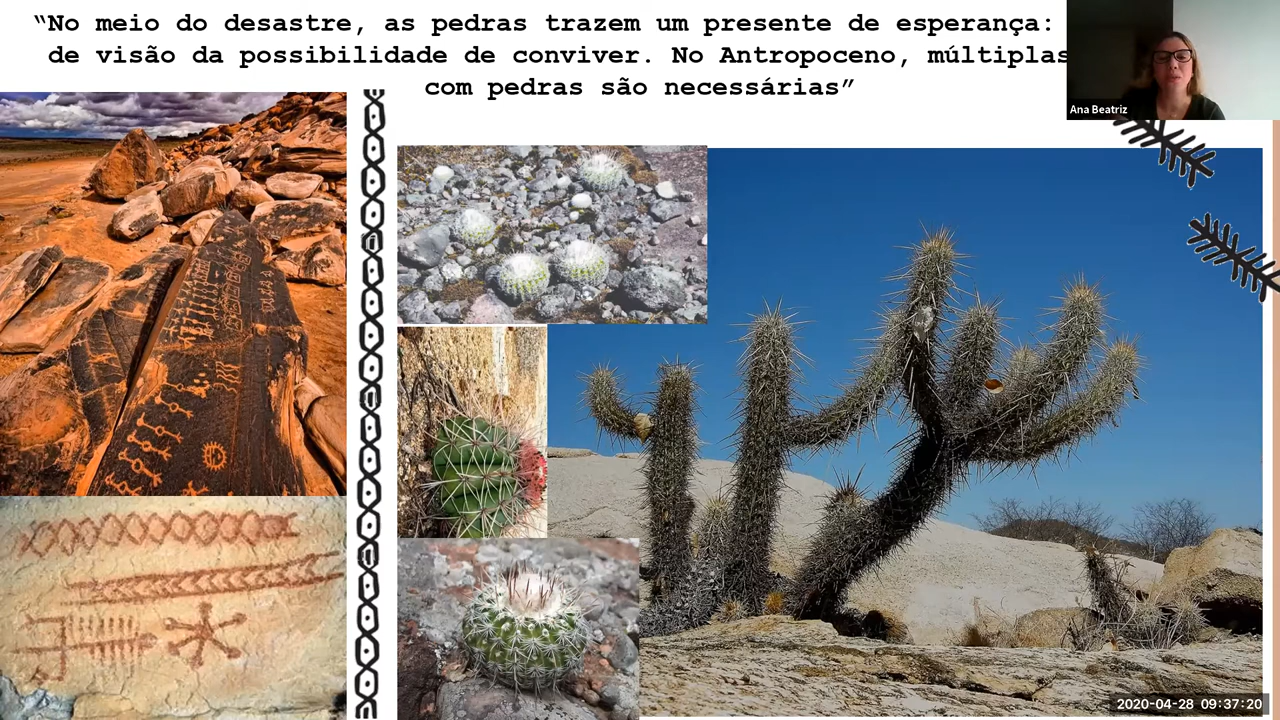 “No meio do desastre, as pedras trazem um presente de esperança:
de visão da possibilidade de conviver. No Antropoceno, múltiplas
com pedras são necessárias”
Ana Beatriz
2020-04-28 09:37:20